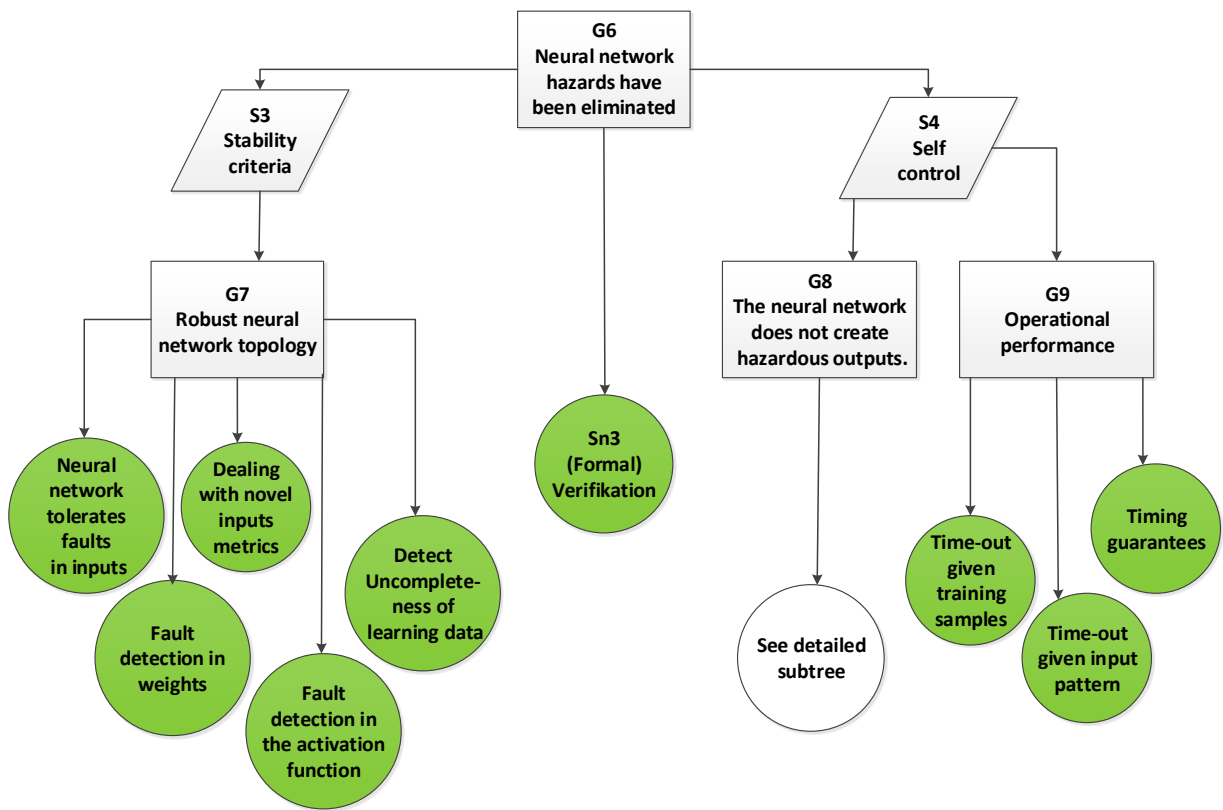 G6
Neural network
hazards have
been eliminated
S3
Stability
criteria
S4
Self
control
G7
Robust neural
network topology
G8
The neural network
does not create
hazardous outputs.
G9
Operational
performance
Neural
network
tolerates
faults
in inputs
Dealing
with novel
inputs
metrics
Sn3
(Formal)
Verifikation
Detect
Uncomplete-
ness of
learning data
Timing
guarantees
Time-out
given
training
samples
Fault
detection in
weights
See detailed
subtree
Time-out
given input
pattern
Fault
detection in
the activation
function